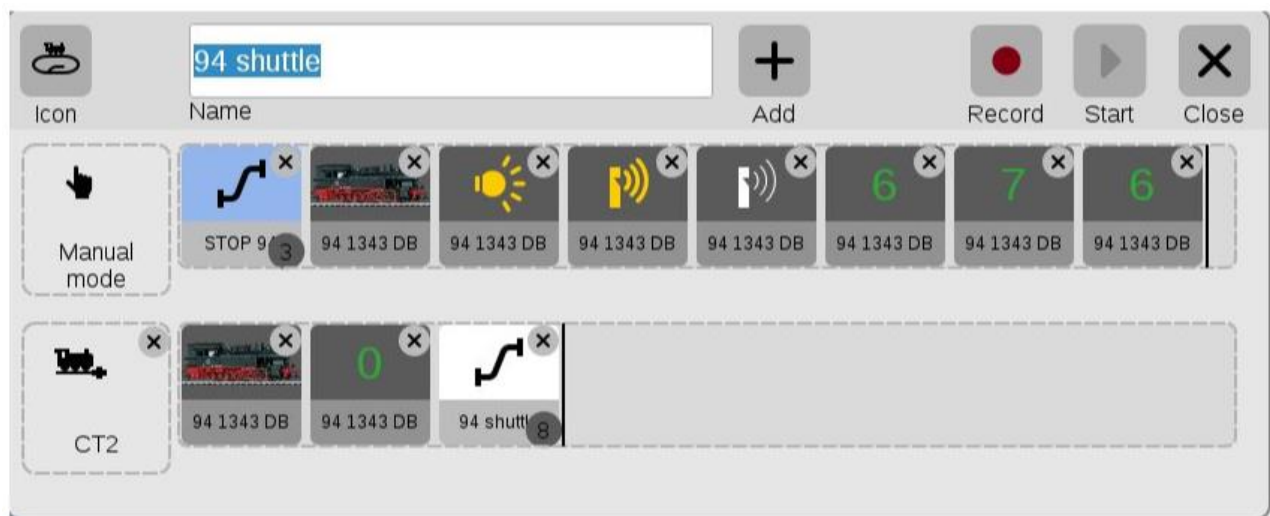 94 shuttle
Icon
Name
Add
Record
Start
Close
6
7
6
Manual
mode
STOP 9
3
94 1343 DB
94 1343 DB
94 1343 DB
94 1343 DB
94 1343 DB
94 1343 DB
94 1343 DB
0
CT2
94 1343 DB
94 1343 DB
94 shutt
8